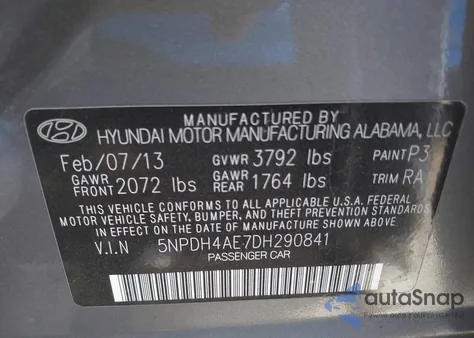 MANUFACTURED BY
HYUNDAI MOTOR MANUFACTURING ALABAMA, LLC
Feb/07/13 GVWR 3792 lbs PAINT P3
GAWR FRONT 2072 lbs GAWR REAR 1764 lbs TRIM RA
THIS VEHICLE CONFORMS TO ALL APPLICABLE U.S.A. FEDERAL
MOTOR VEHICLE SAFETY, BUMPER, AND THEFT PREVENTION
STANDARDS IN EFFECT ON THE DATE OF MANUFACTURE SHOWN ABOVE.
V.I.N 5NPDH4AE7DH290841
PASSENGER CAR
autaSnap